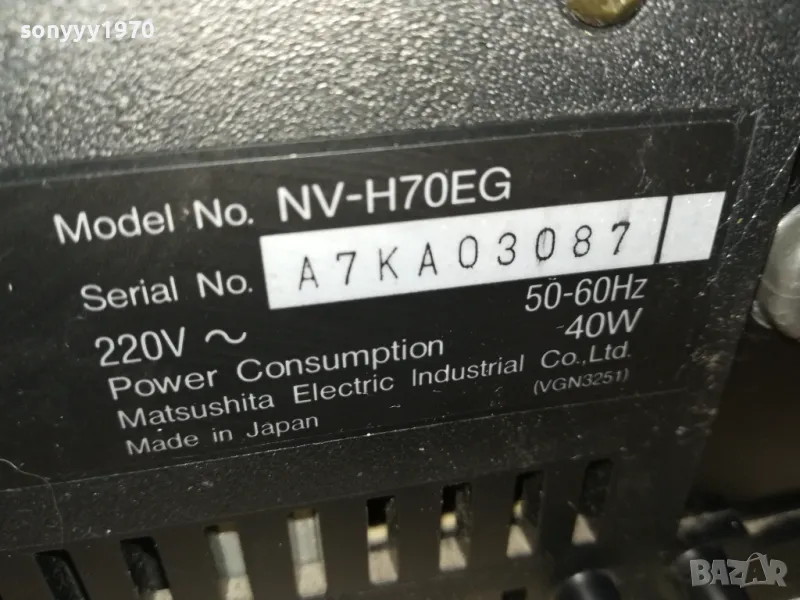 sonyyy1970
Model No. NV-H70EG
Serial No. A7KA03087
220V ~ 50-60Hz
Power Consumption 40W
Matsushita Electric Industrial Co.,Ltd.
Made in Japan (VGN3251)
BAZAR